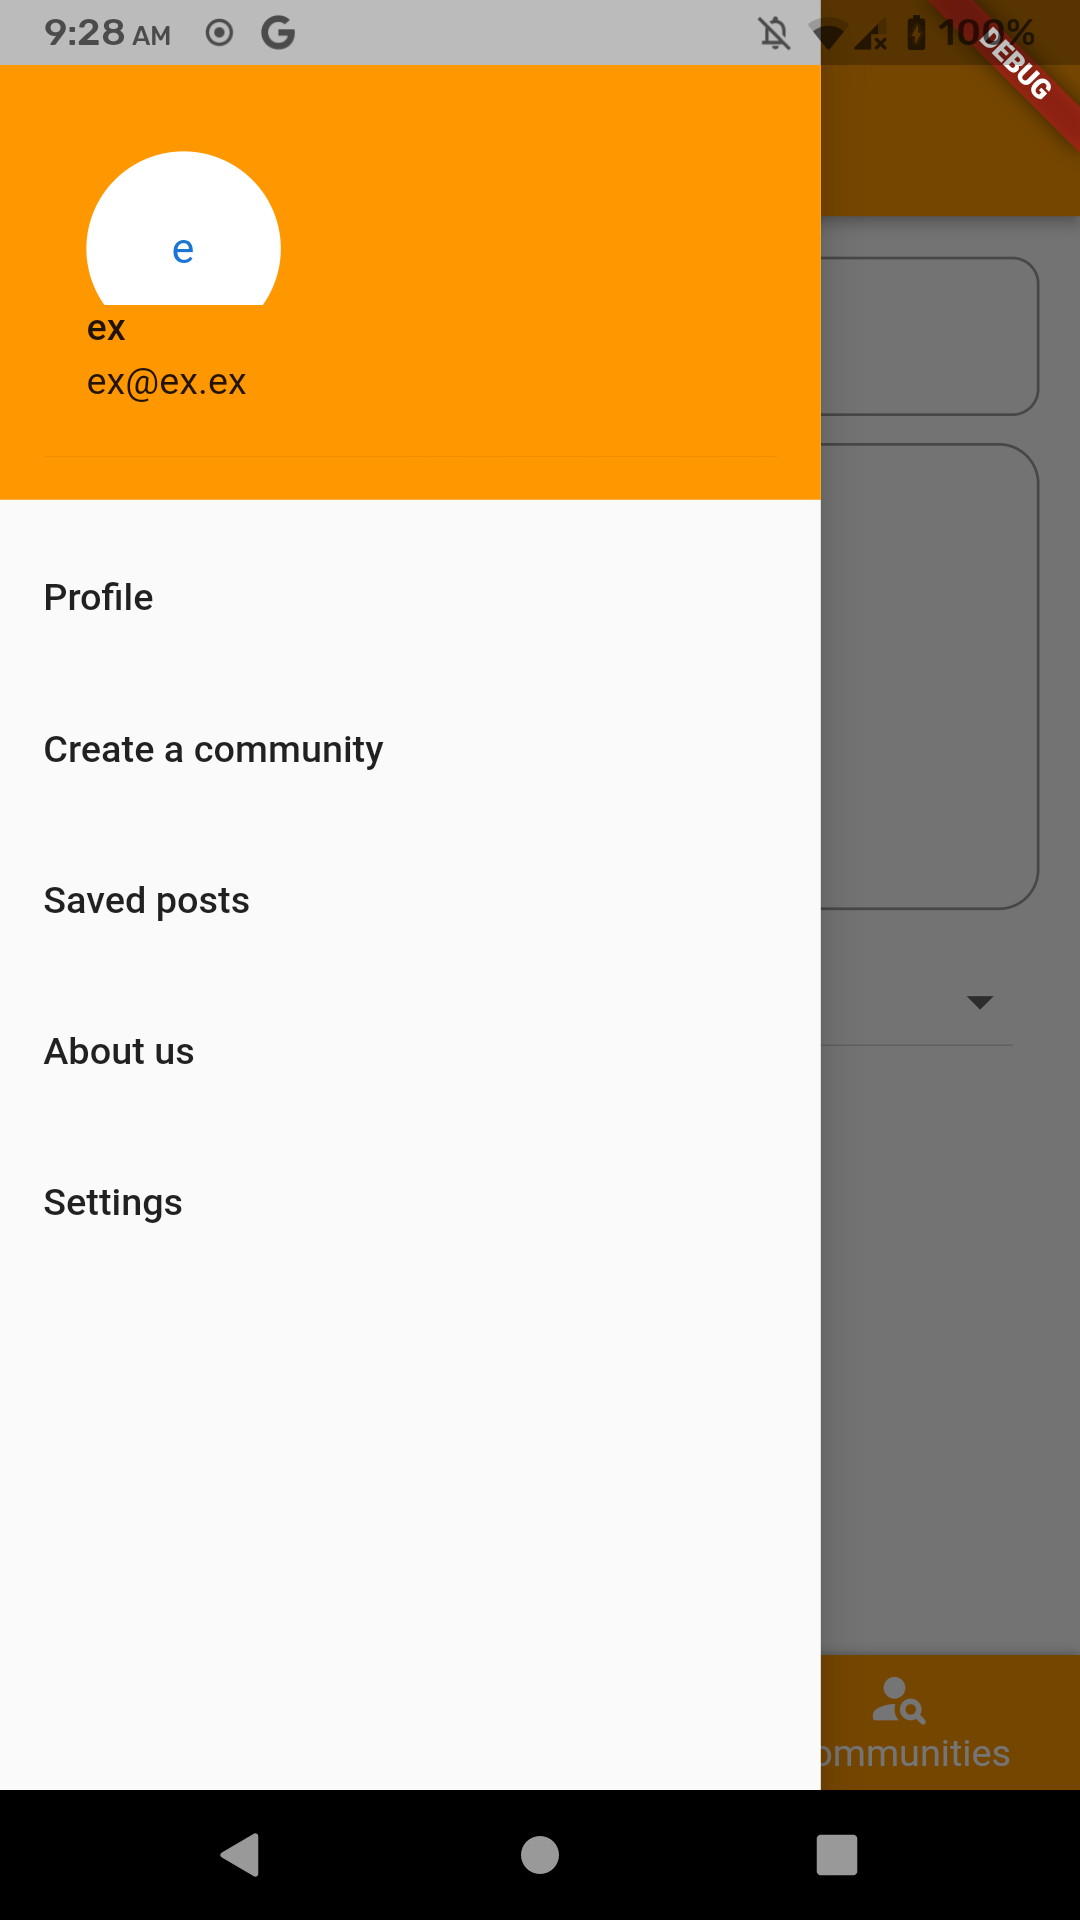 9:28 AM 100%
DEBUG
e
ex
ex@ex.ex
Profile
Create a community
Saved posts
About us
Settings
ommunities